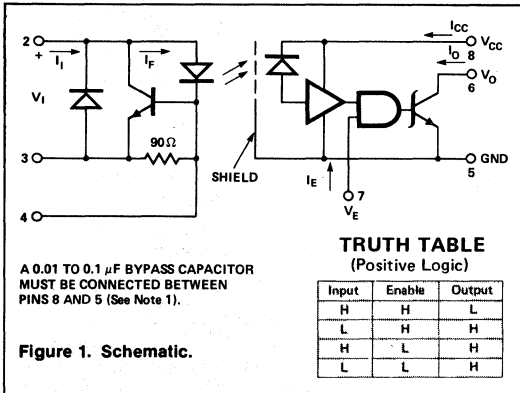 2
+
I_I
I_F
V_I
90Ω
3
4
SHIELD
I_CC
V_CC
8
I_O
V_O
6
GND
5
I_E
7
V_E
A 0.01 TO 0.1 μF BYPASS CAPACITOR
MUST BE CONNECTED BETWEEN
PINS 8 AND 5 (See Note 1).
Figure 1. Schematic.
TRUTH TABLE
(Positive Logic)
Input Enable Output
H H L
L H H
H L H
L L H